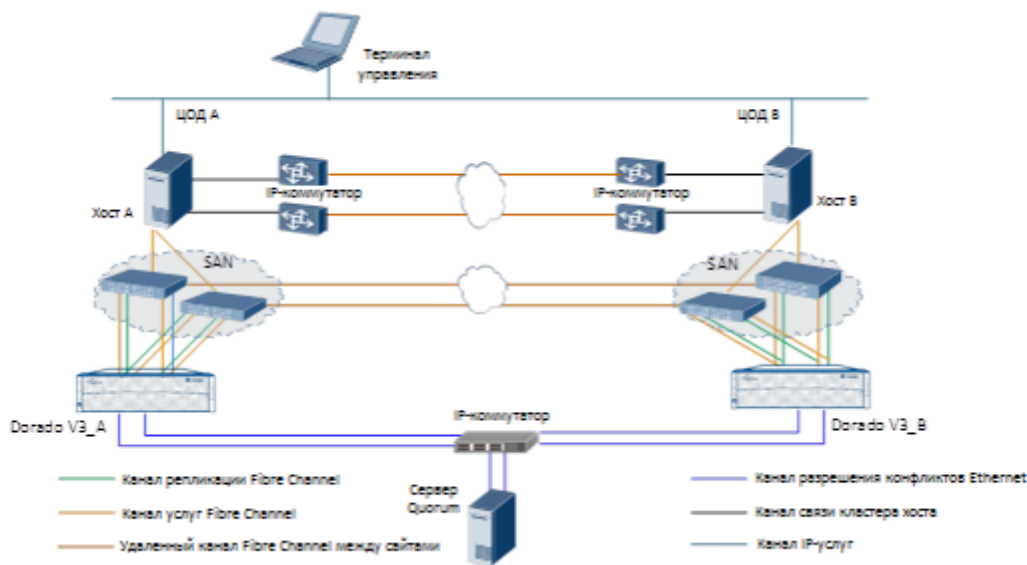 Терминал
управления
ЦОД A
ЦОД B
IP-коммутатор
IP-коммутатор
Хост A
Хост B
SAN
SAN
Dorado V3_A
IP-коммутатор
Dorado V3_B
Сервер
Quorum
Канал репликации Fibre Channel
Канал услуг Fibre Channel
Удаленный канал Fibre Channel между сайтами
Канал разрешения конфликтов Ethernet
Канал связи кластера хоста
Канал IP-услуг